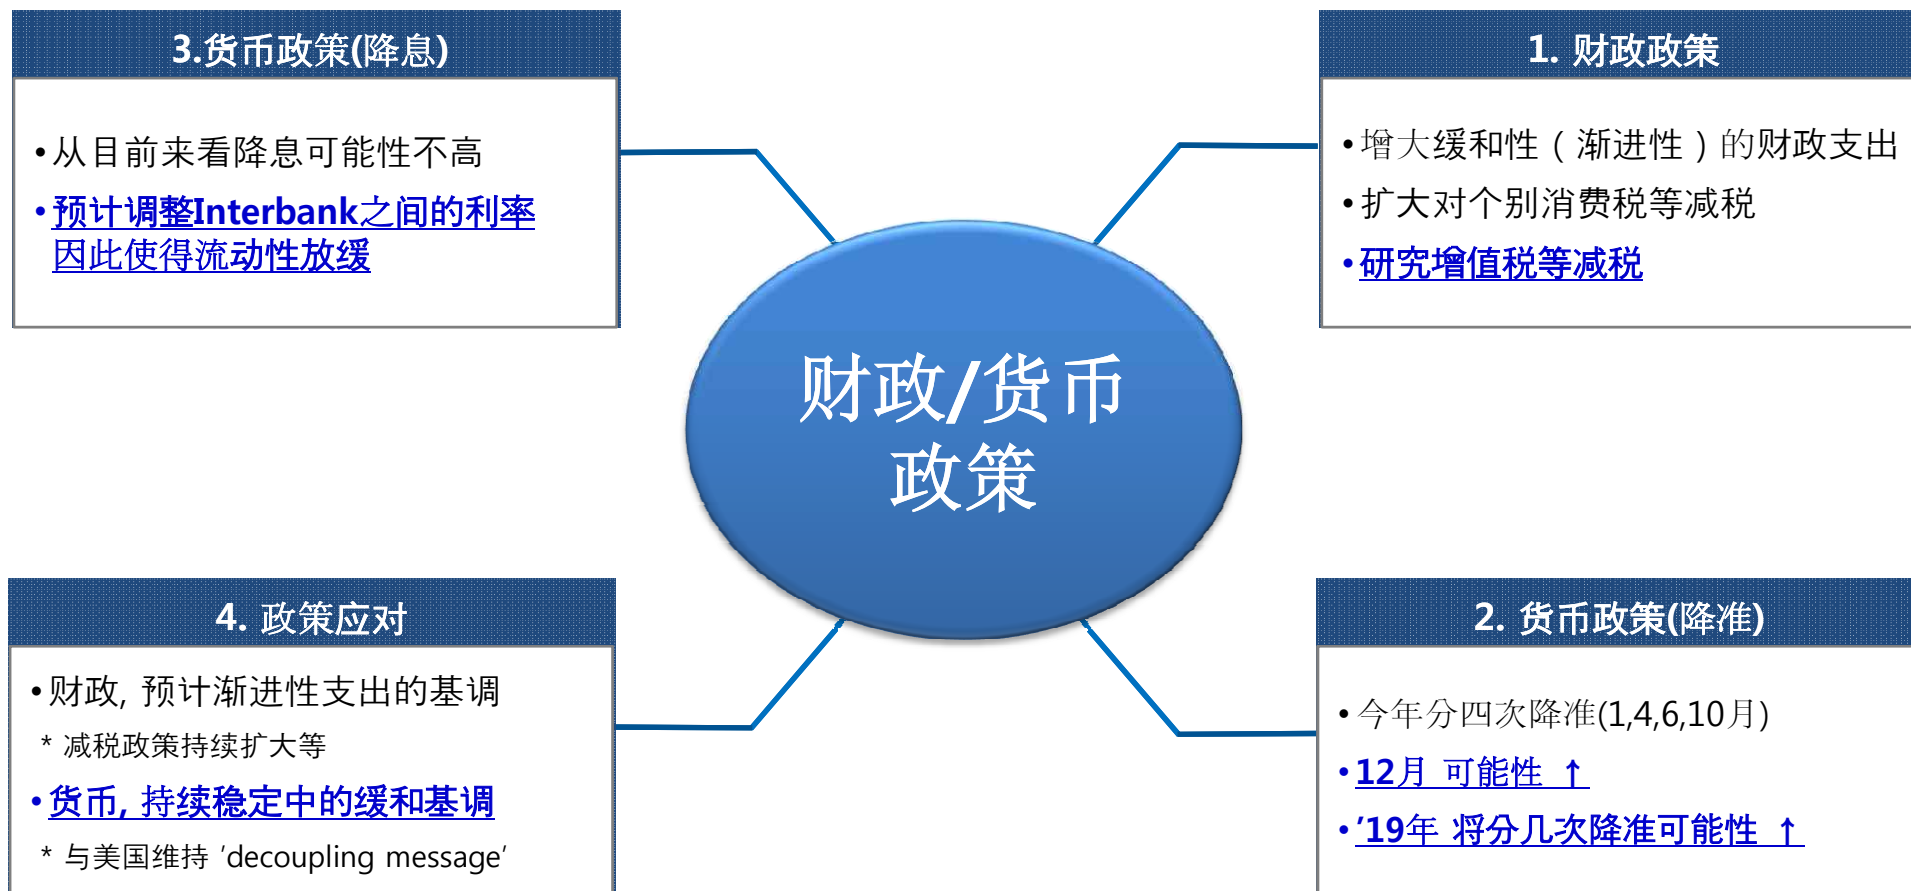 3.货币政策(降息)
•从目前来看降息可能性不高
•预计调整Interbank之间的利率
因此使得流动性放缓
1. 财政政策
•增大缓和性（渐进性）的财政支出
•扩大对个别消费税等减税
•研究增值税等减税
财政/货币
政策
4. 政策应对
•财政, 预计渐进性支出的基调
* 减税政策持续扩大等
•货币, 持续稳定中的缓和基调
* 与美国维持 'decoupling message'
2. 货币政策(降准)
•今年分四次降准(1,4,6,10月)
•12月 可能性 ↑
•'19年 将分几次降准可能性 ↑